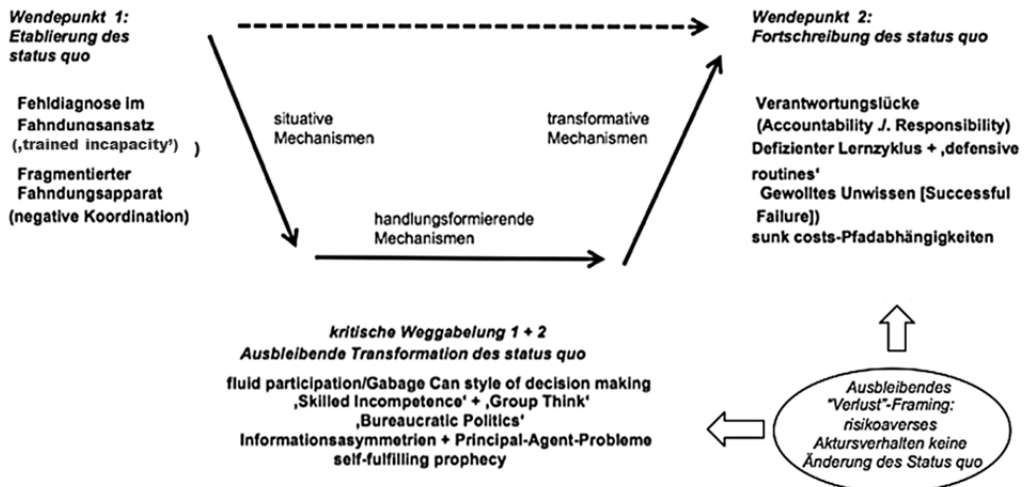 Wendepunkt 1:
Etablierung des
status quo
Fehldiagnose im
Fahndungsansatz
(‚trained incapacity’) )
Fragmentierter
Fahndungsapparat
(negative Koordination)
situative
Mechanismen
handlungsformierende
Mechanismen
transformative
Mechanismen
Wendepunkt 2:
Fortschreibung des status quo
Verantwortungslücke
(Accountability ./. Responsibility)
Defizienter Lernzyklus + ‚defensive
routines‘
Gewolltes Unwissen [Successful
Failure])
sunk costs-Pfadabhängigkeiten
kritische Weggabelung 1 + 2
Ausbleibende Transformation des status quo
fluid participation/Gabage Can style of decision making
‚Skilled Incompetence‘ + ‚Group Think‘
‚Bureaucratic Politics‘
Informationsasymmetrien + Principal-Agent-Probleme
self-fulfilling prophecy
Ausbleibendes
"Verlust"-Framing:
risikoaverses
Aktursverhalten keine
Änderung des Status quo